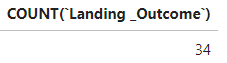 COUNT(`Landing _Outcome`)
34